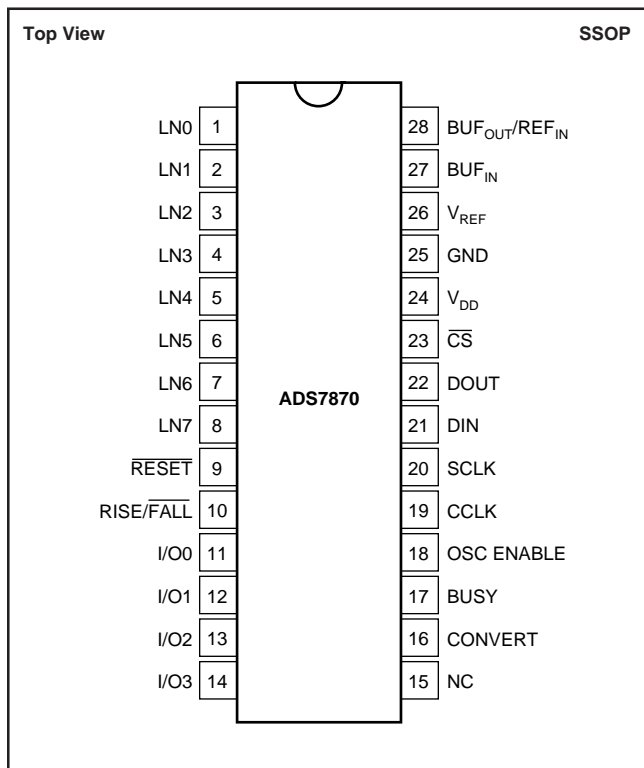 Top View SSOP
LN0 1 28 BUFOUT/REFIN
LN1 2 27 BUFIN
LN2 3 26 VREF
LN3 4 25 GND
LN4 5 24 VDD
LN5 6 23 C̅S̅
LN6 7 22 DOUT
ADS7870
LN7 8 21 DIN
R̅E̅S̅E̅T̅ 9 20 SCLK
RISE/F̅A̅L̅L̅ 10 19 CCLK
I/O0 11 18 OSC ENABLE
I/O1 12 17 BUSY
I/O2 13 16 CONVERT
I/O3 14 15 NC